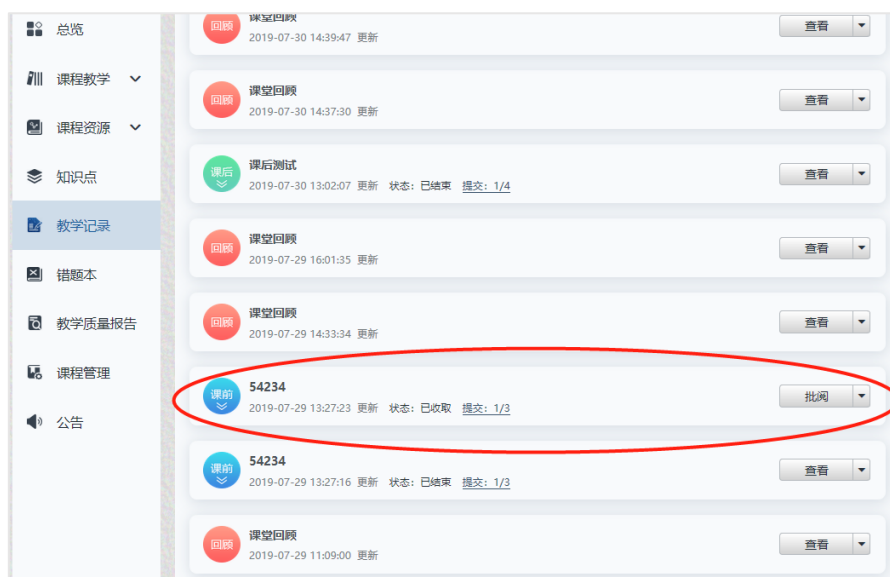 总览
课程教学
课程资源
知识点
教学记录
错题本
教学质量报告
课程管理
公告
回顾 课堂回顾 查看
2019-07-30 14:39:47 更新
回顾 课堂回顾 查看
2019-07-30 14:37:30 更新
课后 课后测试 查看
2019-07-30 13:02:07 更新 状态：已结束 提交：1/4
回顾 课堂回顾 查看
2019-07-29 16:01:35 更新
回顾 课堂回顾 查看
2019-07-29 14:33:34 更新
课前 54234 批阅
2019-07-29 13:27:23 更新 状态：已收取 提交：1/3
课前 54234 查看
2019-07-29 13:27:16 更新 状态：已结束 提交：1/3
回顾 课堂回顾 查看
2019-07-29 11:09:00 更新